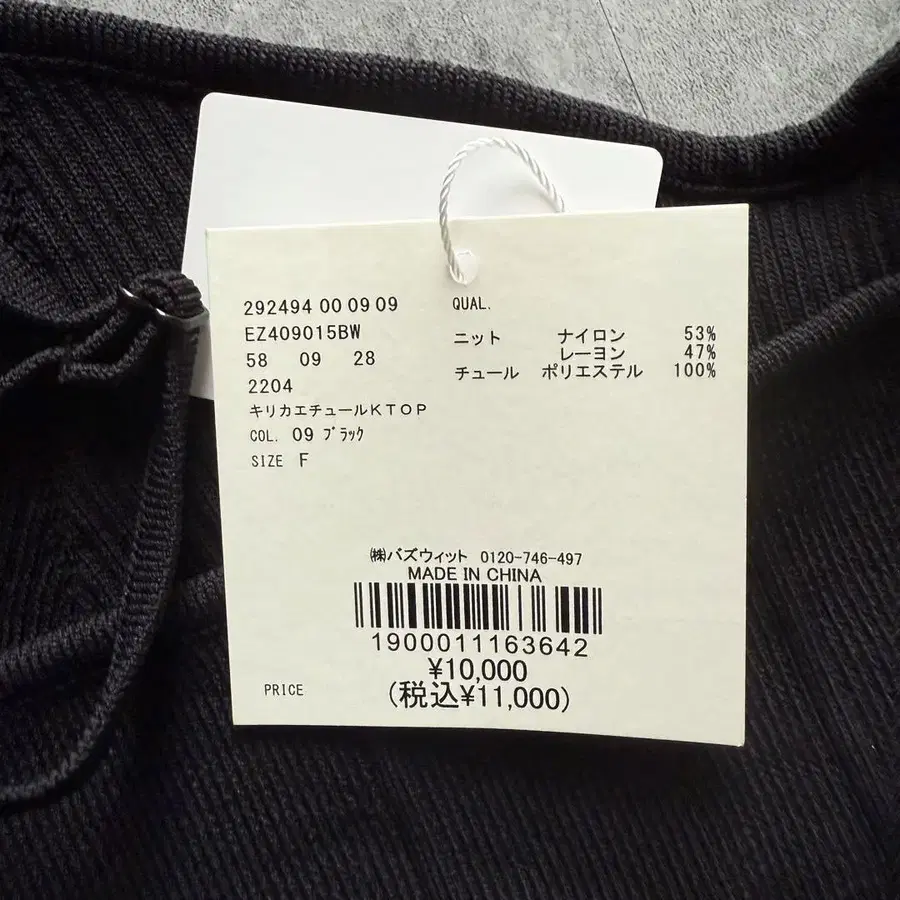 292494 00 09 09
EZ409015BW
58 09 28
2204
キリカエチュールKTOP
COL. 09 ﾌﾞﾗｯｸ
SIZE F
QUAL.
ニット ナイロン 53%
レーヨン 47%
チュール ポリエステル 100%
㈱バズウィット 0120-746-497
MADE IN CHINA
1900011163642
PRICE
¥10,000
(税込¥11,000)